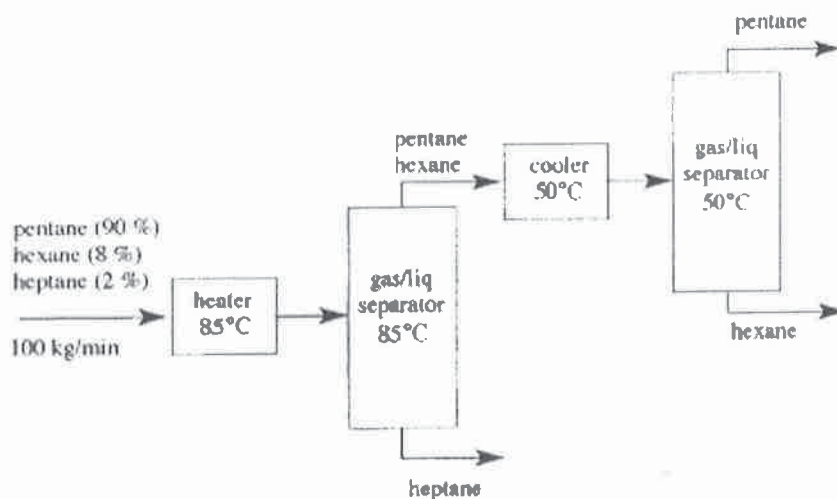 pentane
pentane
hexane
cooler
50°C
gas/liq
separator
50°C
pentane (90 %)
hexane (8 %)
heptane (2 %)
heater
85°C
gas/liq
separator
85°C
100 kg/min
hexane
heptane